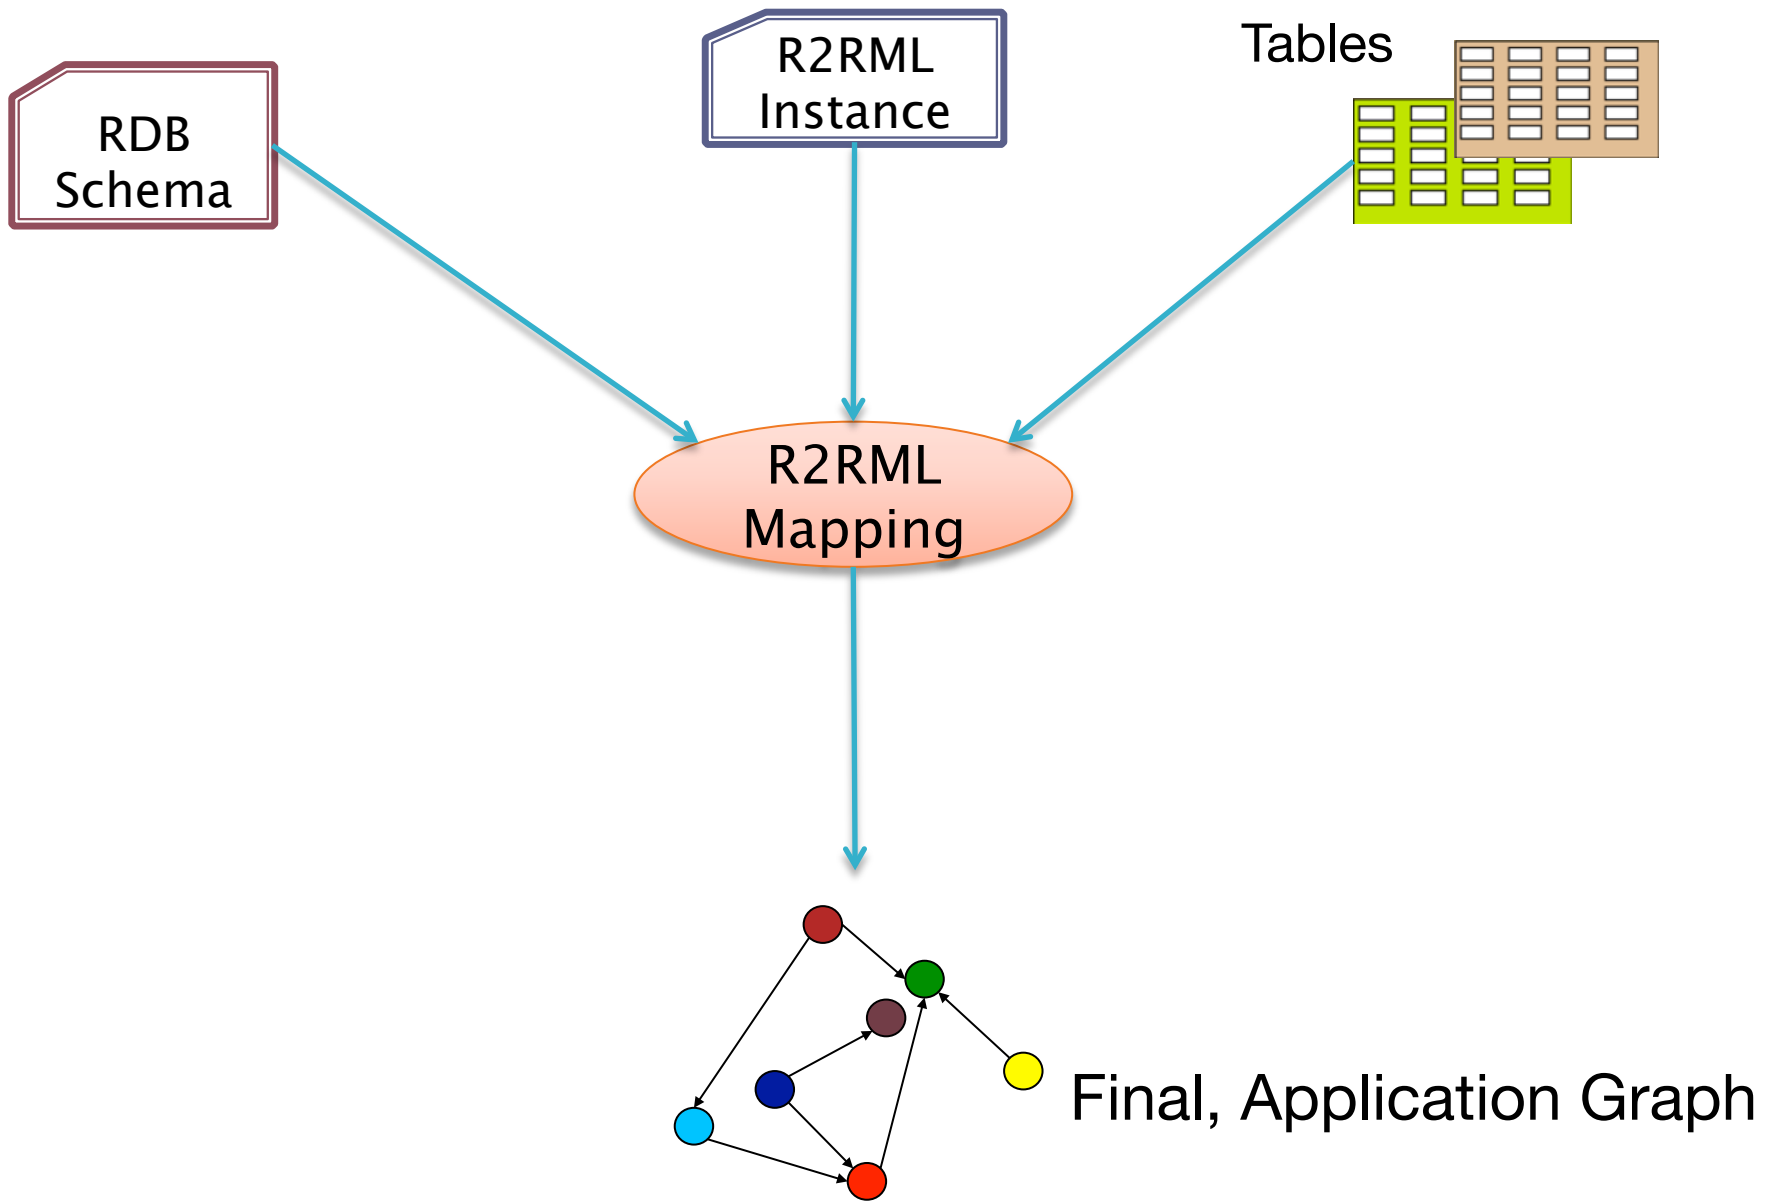 RDB
Schema
R2RML
Instance
Tables
R2RML
Mapping
Final, Application Graph